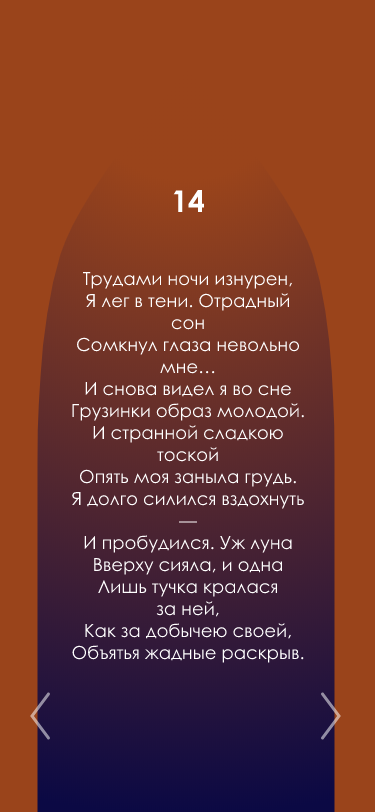 14
Трудами ночи изнурен,
Я лег в тени. Отрадный
сон
Сомкнул глаза невольно
мне...
И снова видел я во сне
Грузинки образ молодой.
И странной сладкою
тоской
Опять моя заныла грудь.
Я долго силился вздохнуть
—
И пробудился. Уж луна
Вверху сияла, и одна
Лишь тучка кралася
за ней,
Как за добычею своей,
Объятья жадные раскрыв.